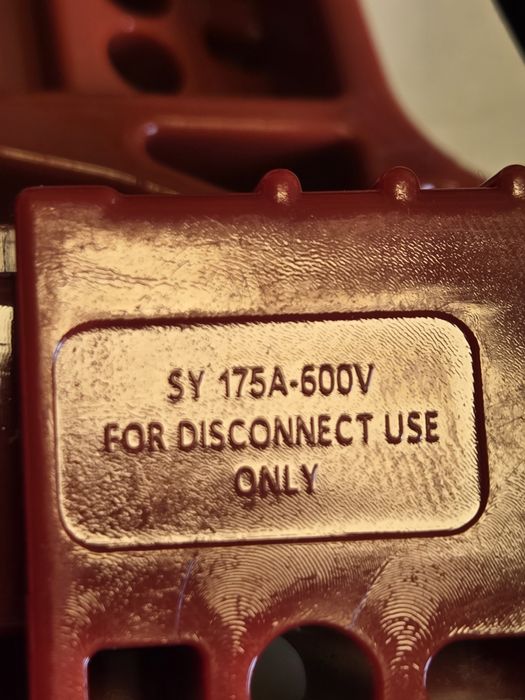 SY 175A-600V
FOR DISCONNECT USE
ONLY